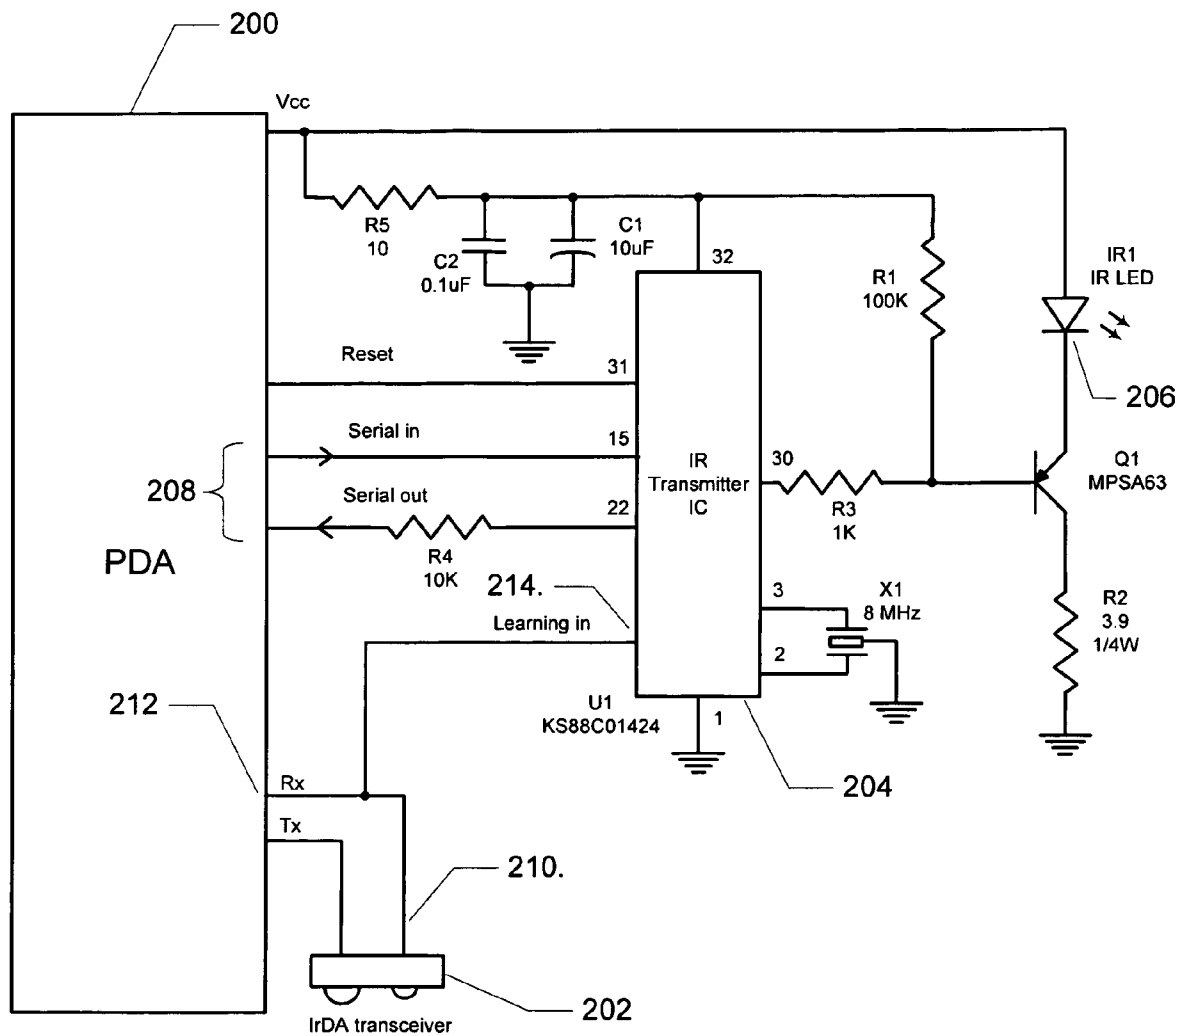 200
Vcc
R5
10
C2
0.1uF
C1
10uF
32
R1
100K
IR1
IR LED
206
Reset
31
Serial in
15
208
Serial out
22
R4
10K
PDA
IR
Transmitter
IC
30
R3
1K
Q1
MPSA63
214.
Learning in
3
X1
8 MHz
2
R2
3.9
1/4W
212
U1
KS88C01424
1
204
Rx
Tx
210.
202
IrDA transceiver